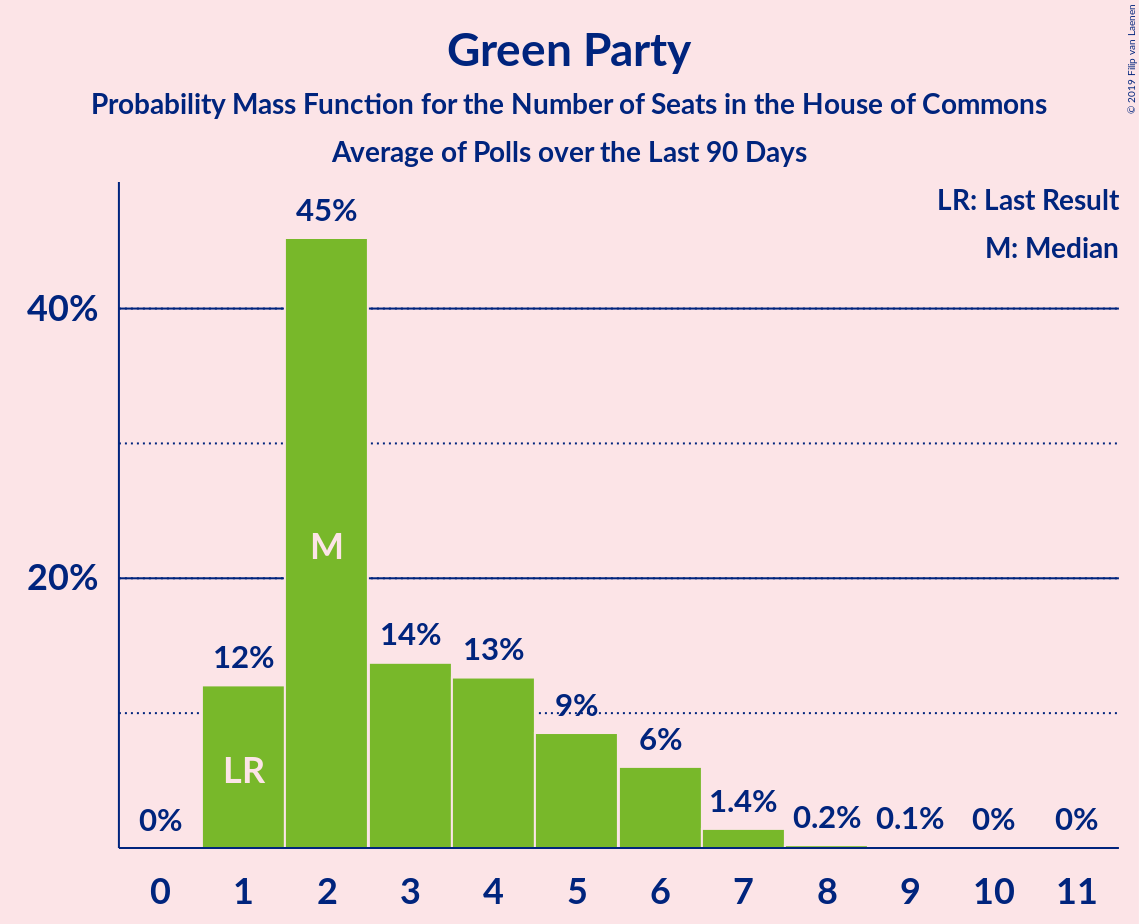 Green Party
Probability Mass Function for the Number of Seats in the House of Commons
Average of Polls over the Last 90 Days
© 2019 Filip van Laenen
LR: Last Result
M: Median
45%
40%
M
20%
14%
13%
12%
9%
6%
LR
1.4%
0% 0.2% 0.1% 0% 0%
0 1 2 3 4 5 6 7 8 9 10 11